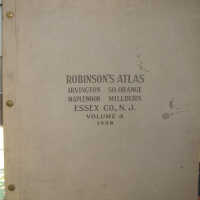 ROBINSON'S ATLAS
IRVINGTON SO. ORANGE
MAPLEWOOD MILLBURN
ESSEX CO., N. J.
VOLUME 4